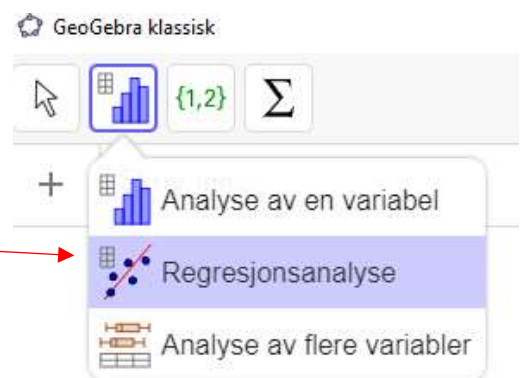 GeoGebra klassisk
{1,2} Σ
+
Analyse av en variabel
Regresjonsanalyse
Analyse av flere variabler